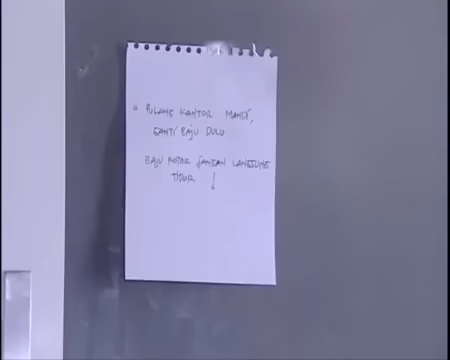 PULANG KANTOR MANDI,
GANTI BAJU DULU
BAJU KOTOR JANGAN LANGSUNG
TIDUR !